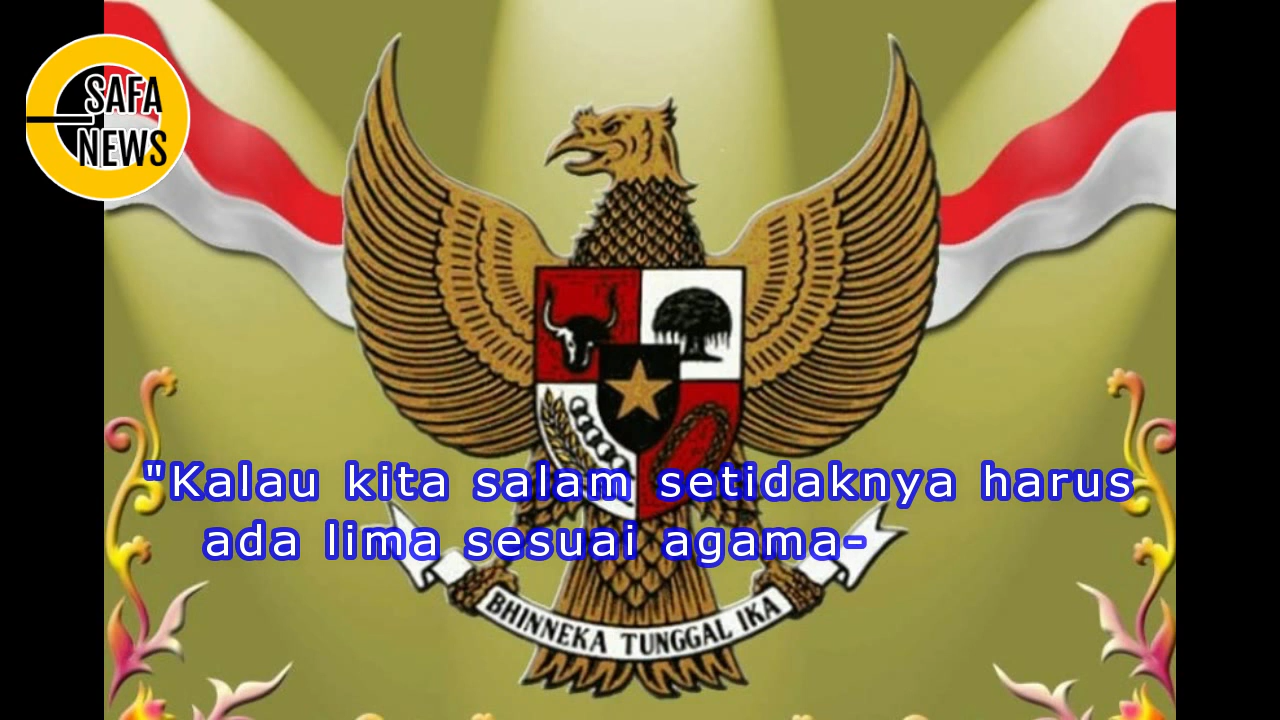 SAFA
NEWS
"Kalau kita salam setidaknya harus
ada lima sesuai agama-
BHINNEKA TUNGGAL IKA